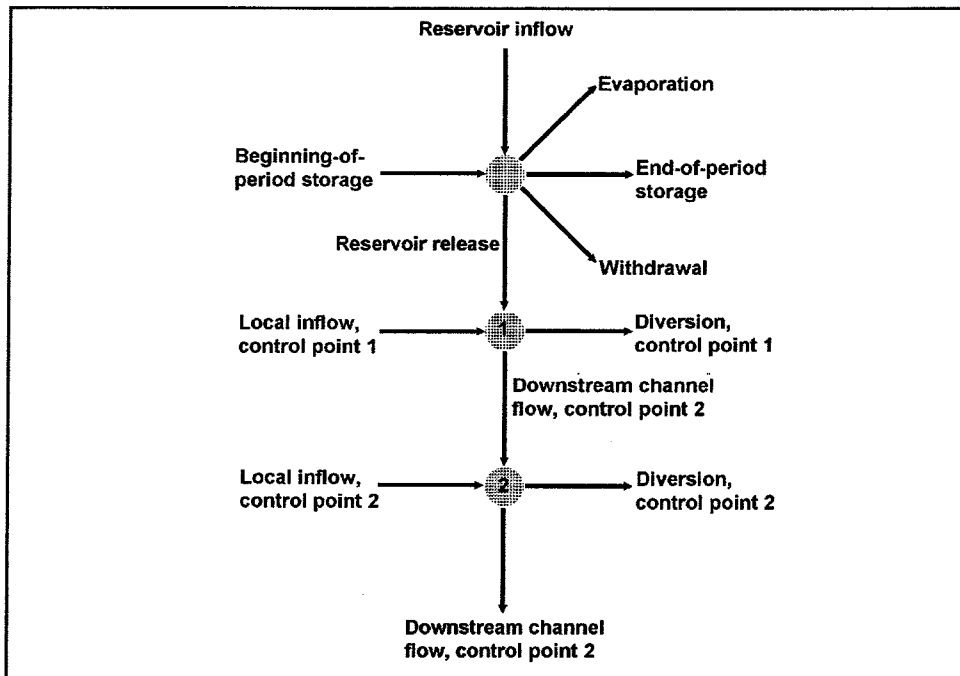 Reservoir inflow
Evaporation
Beginning-of-
period storage
End-of-period
storage
Reservoir release
Withdrawal
Local inflow,
control point 1
1
Diversion,
control point 1
Downstream channel
flow, control point 2
Local inflow,
control point 2
2
Diversion,
control point 2
Downstream channel
flow, control point 2